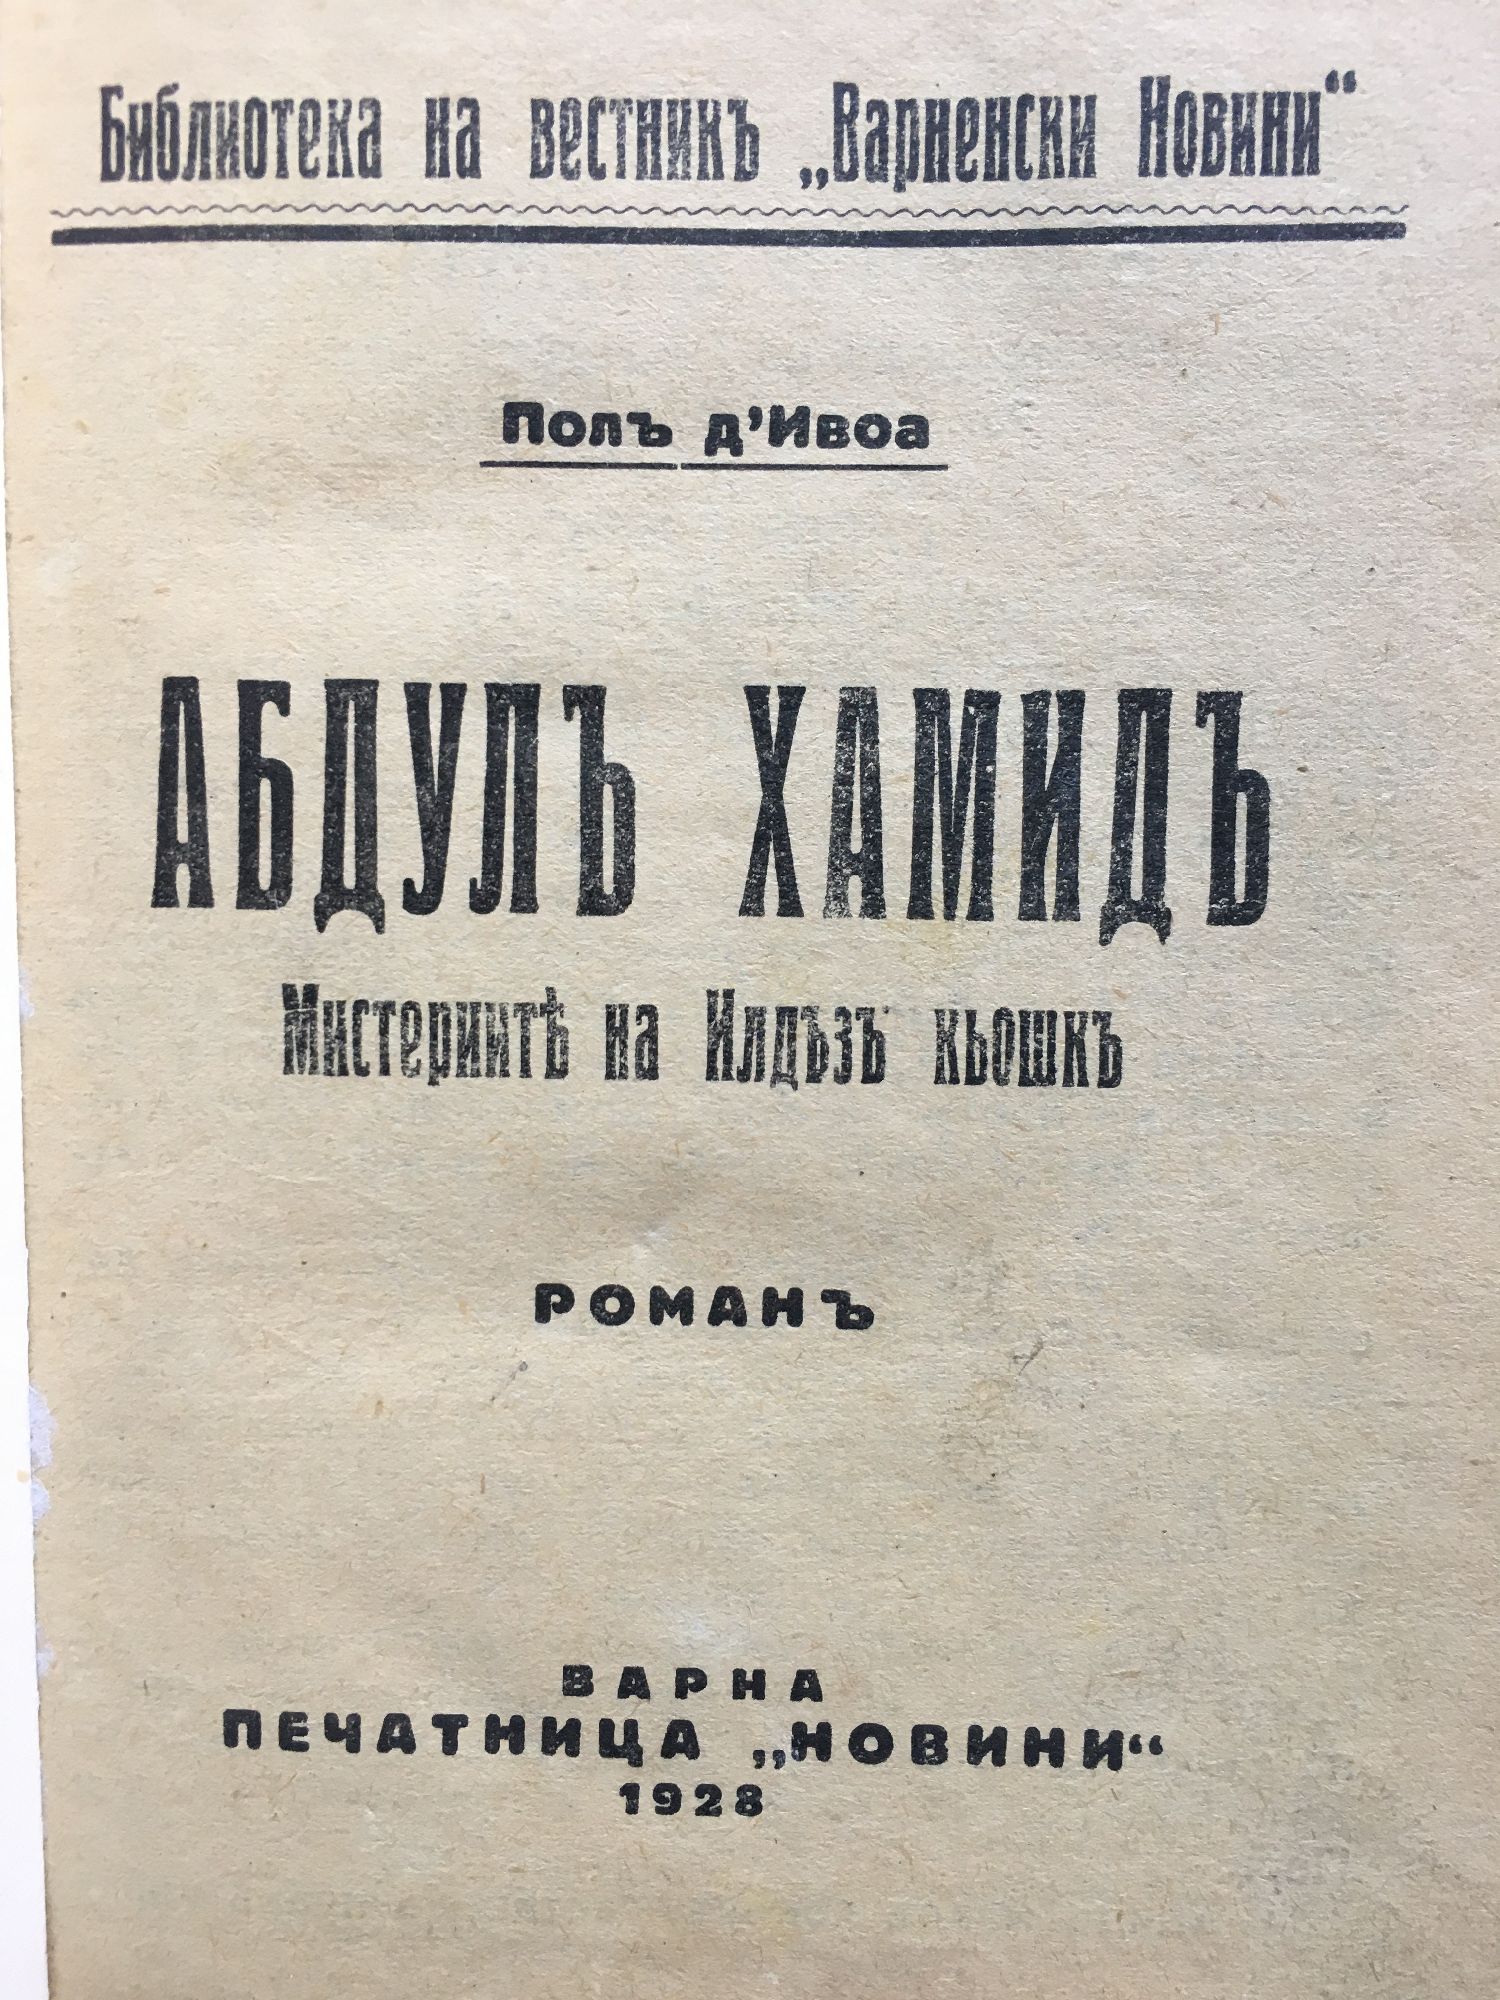 Библиотека на вестникъ „Варненски Новини“
Полъ д’Ивоа
АБДУЛЪ ХАМИДЪ
Мистериитѣ на Илдъзъ кьошкъ
РОМАНЪ
ВАРНА
ПЕЧАТНИЦА „НОВИНИ“
1928